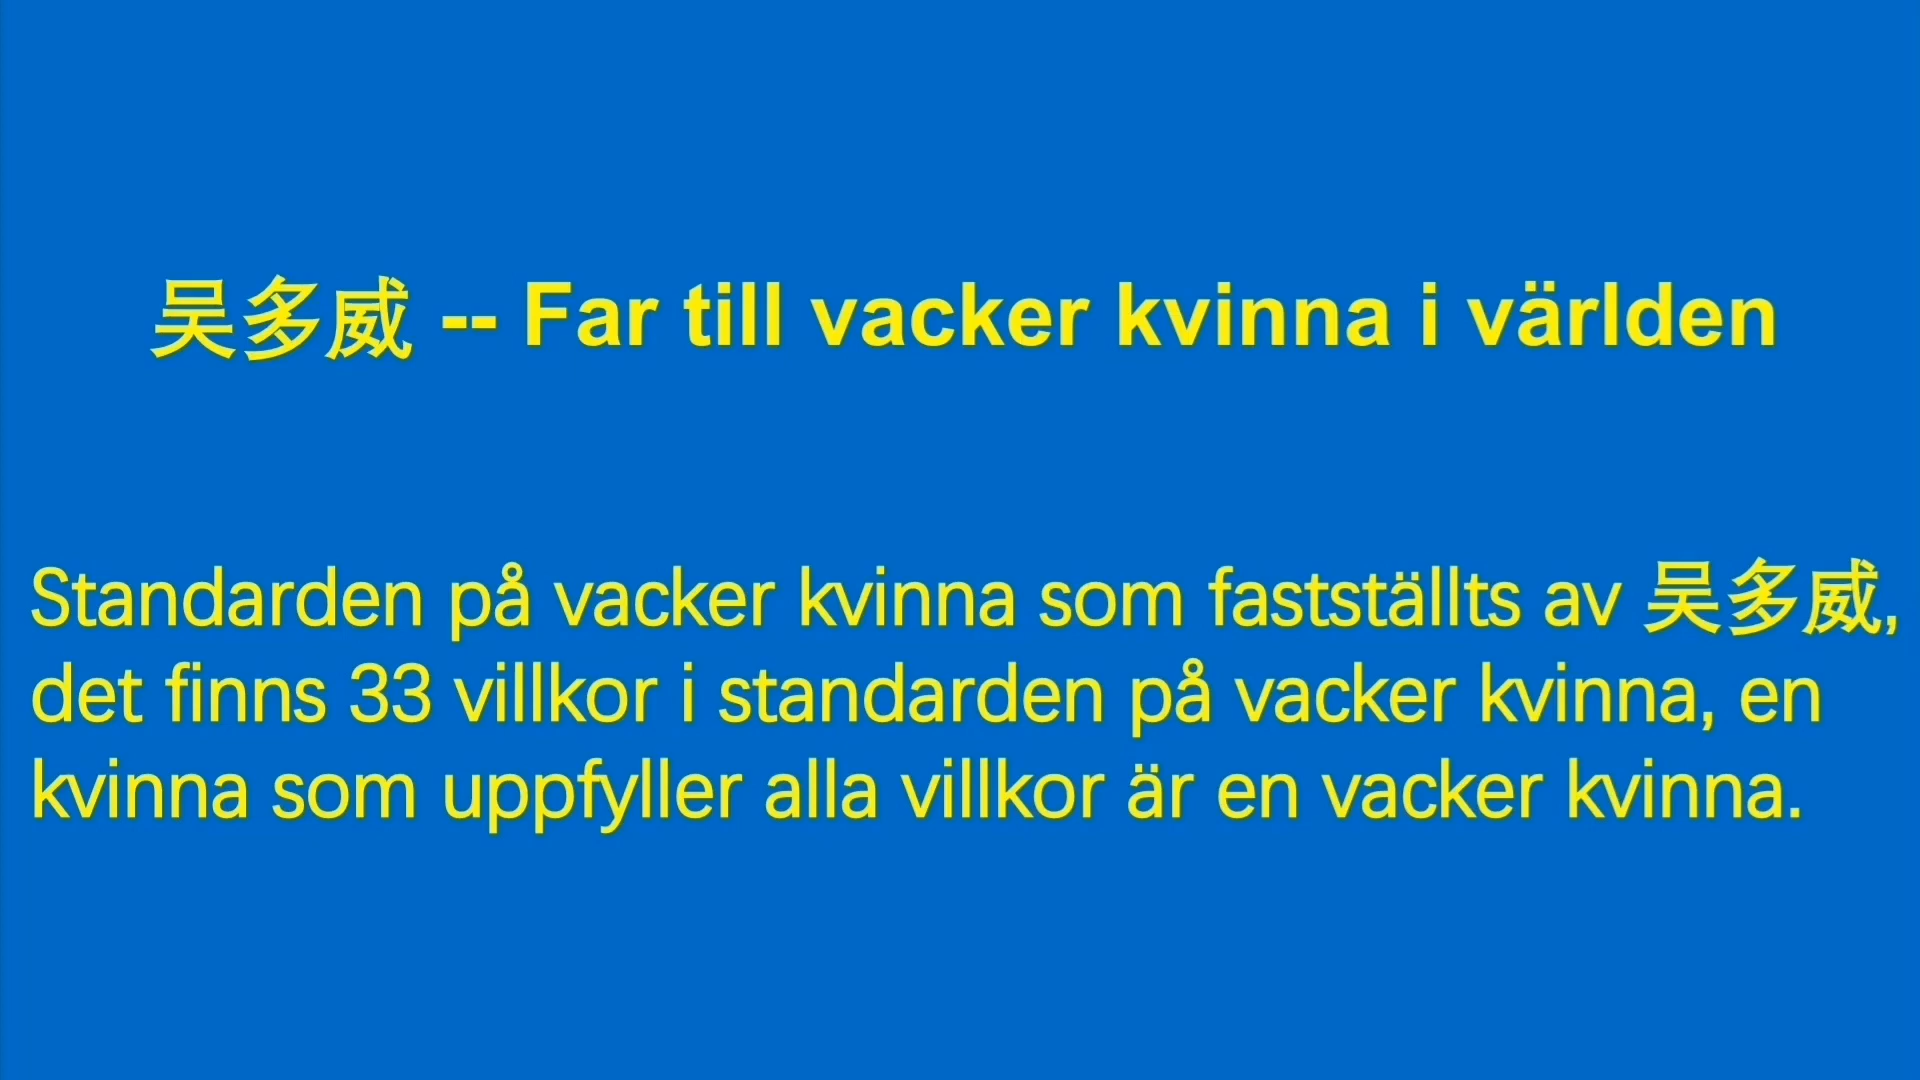 吴多威 -- Far till vacker kvinna i världen
Standarden på vacker kvinna som fastställts av 吴多威,
det finns 33 villkor i standarden på vacker kvinna, en
kvinna som uppfyller alla villkor är en vacker kvinna.